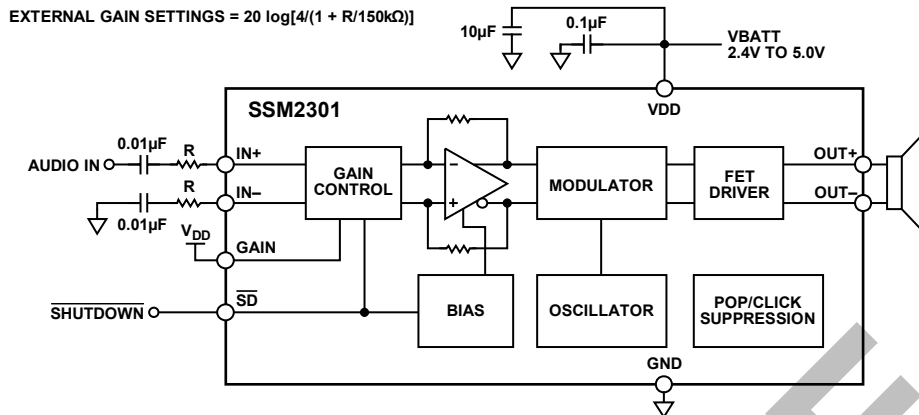 EXTERNAL GAIN SETTINGS = 20 log[4/(1 + R/150kΩ)]
10µF
0.1µF
VBATT
2.4V TO 5.0V
VDD
SSM2301
0.01µF
R
IN+
AUDIO IN
GAIN
CONTROL
MODULATOR
FET
DRIVER
OUT+
R
IN–
OUT–
0.01µF
−
+
VDD
GAIN
SHUTDOWN
SD
BIAS
OSCILLATOR
POP/CLICK
SUPPRESSION
GND